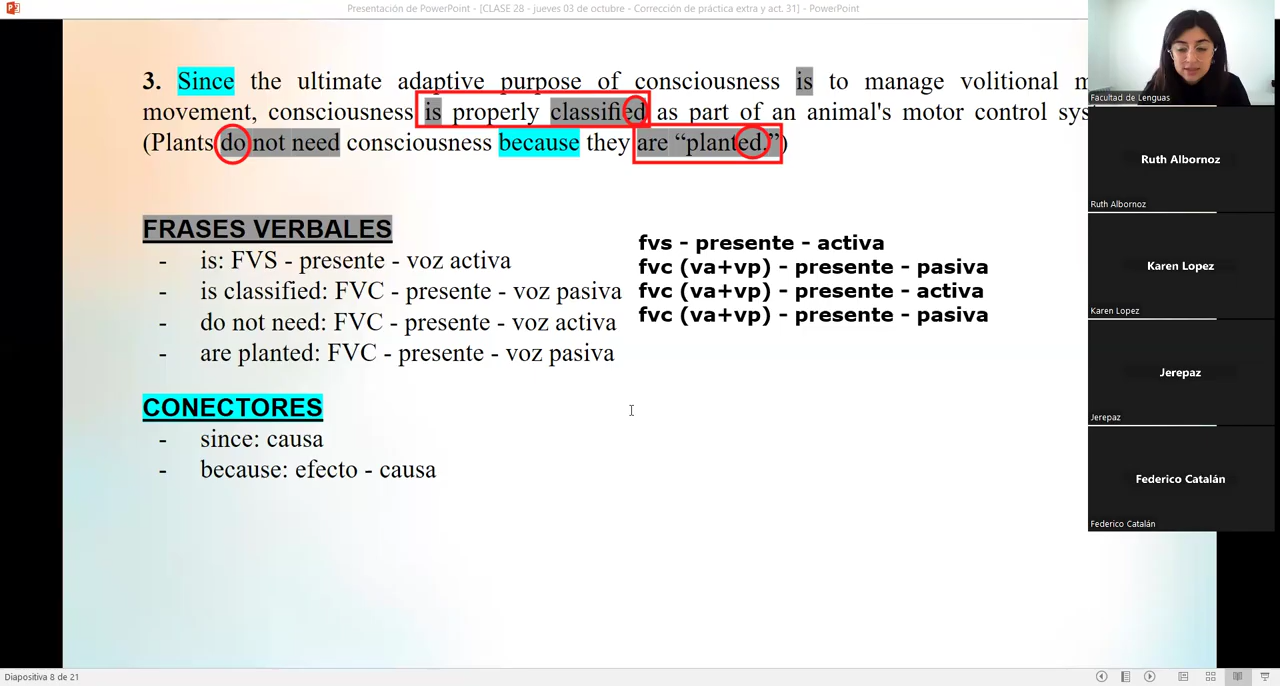 Presentación de PowerPoint - [CLASE 28 - jueves 03 de octubre - Corrección de práctica extra y act. 31] - PowerPoint
3. Since the ultimate adaptive purpose of consciousness is to manage volitional m
movement, consciousness is properly classified as part of an animal's motor control sys
(Plants do not need consciousness because they are “planted.”)
FRASES VERBALES
- is: FVS - presente - voz activa
- is classified: FVC - presente - voz pasiva
- do not need: FVC - presente - voz activa
- are planted: FVC - presente - voz pasiva
fvs - presente - activa
fvc (va+vp) - presente - pasiva
fvc (va+vp) - presente - activa
fvc (va+vp) - presente - pasiva
CONECTORES
- since: causa
- because: efecto - causa
Facultad de Lenguas
Ruth Albornoz
Ruth Albornoz
Karen Lopez
Karen Lopez
Jerepaz
Jerepaz
Federico Catalán
Federico Catalán
Diapositiva 8 de 21